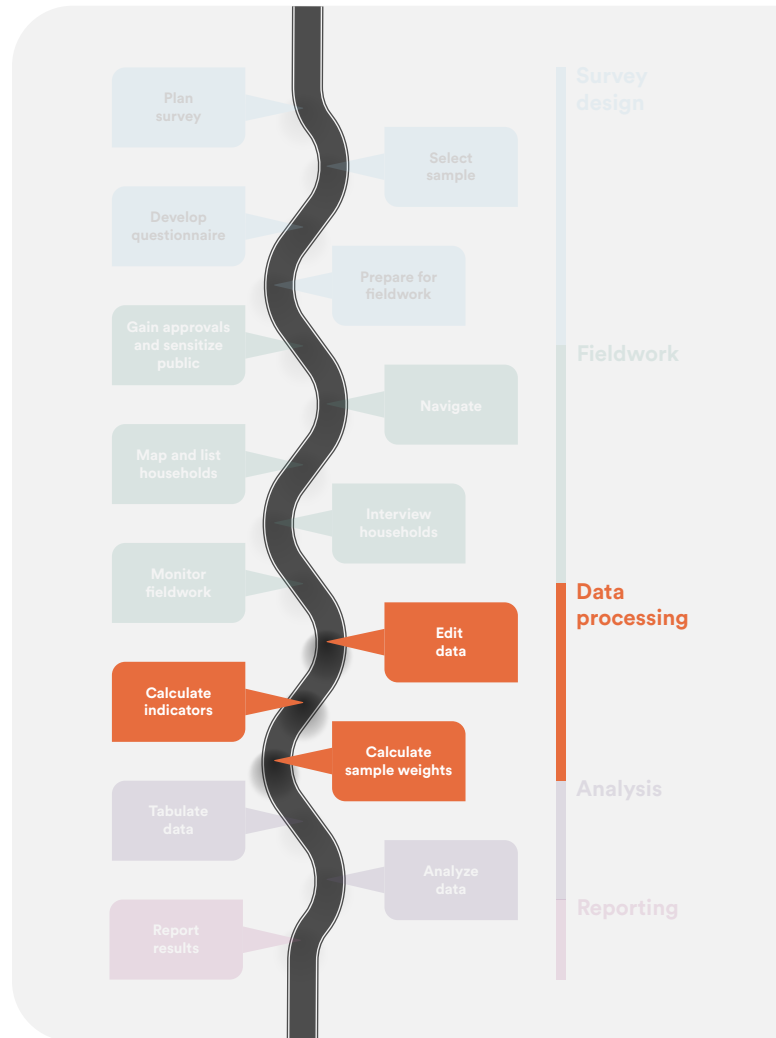 Survey
design
Plan
survey
Select
sample
Develop
questionnaire
Prepare for
fieldwork
Gain approvals
and sensitize
public
Fieldwork
Navigate
Map and list
households
Interview
households
Monitor
fieldwork
Data
processing
Edit
data
Calculate
indicators
Calculate
sample weights
Analysis
Tabulate
data
Analyze
data
Reporting
Report
results